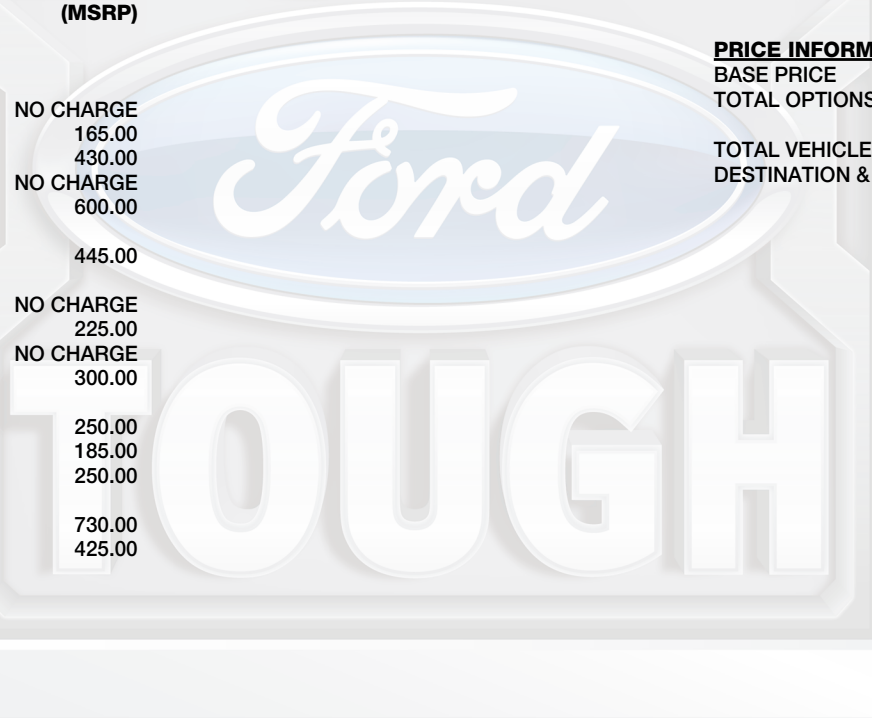 (MSRP)
NO CHARGE
165.00
430.00
NO CHARGE
600.00
445.00
NO CHARGE
225.00
NO CHARGE
300.00
250.00
185.00
250.00
730.00
425.00
PRICE INFORM
BASE PRICE
TOTAL OPTIONS
TOTAL VEHICLE
DESTINATION &
Ford
TOUGH